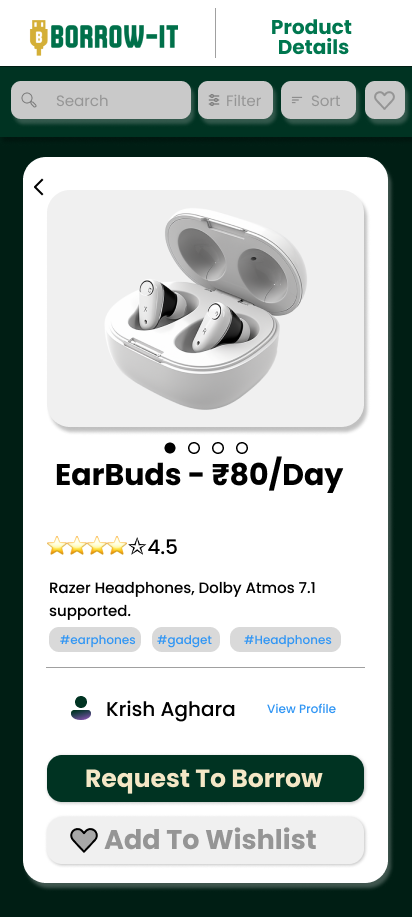 BORROW-IT
Product
Details
Search
Filter
Sort
EarBuds - ₹80/Day
4.5
Razer Headphones, Dolby Atmos 7.1
supported.
#earphones #gadget #Headphones
Krish Aghara
View Profile
Request To Borrow
Add To Wishlist